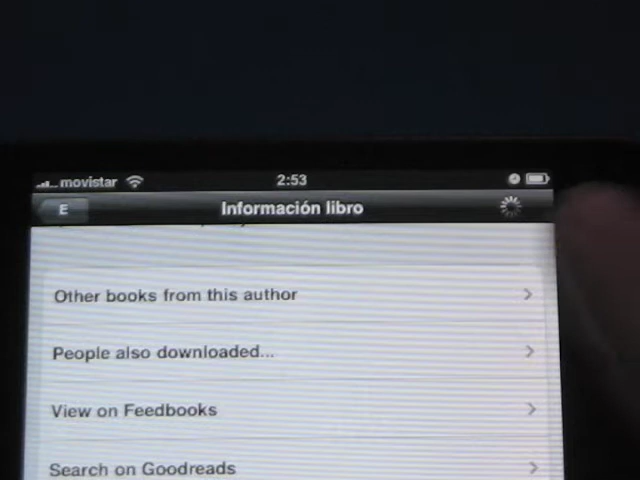 movistar 2:53
E Información libro
Other books from this author
People also downloaded...
View on Feedbooks
Search on Goodreads